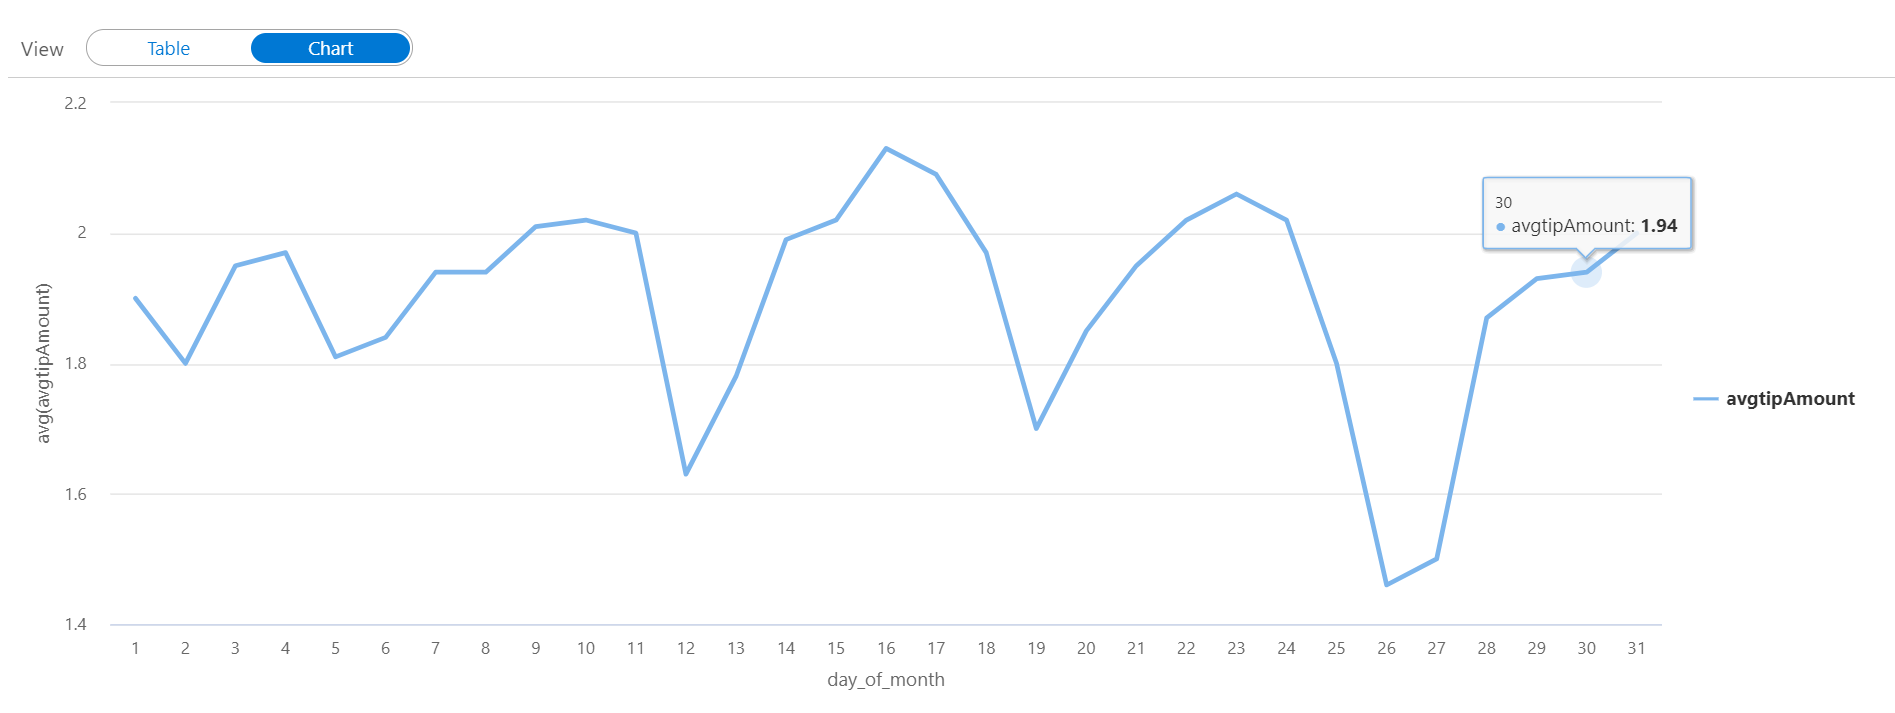 View Table Chart
2.2
2
1.8
1.6
1.4
avg(avgtipAmount)
30
avgtipAmount: 1.94
avgtipAmount
1 2 3 4 5 6 7 8 9 10 11 12 13 14 15 16 17 18 19 20 21 22 23 24 25 26 27 28 29 30 31
day_of_month